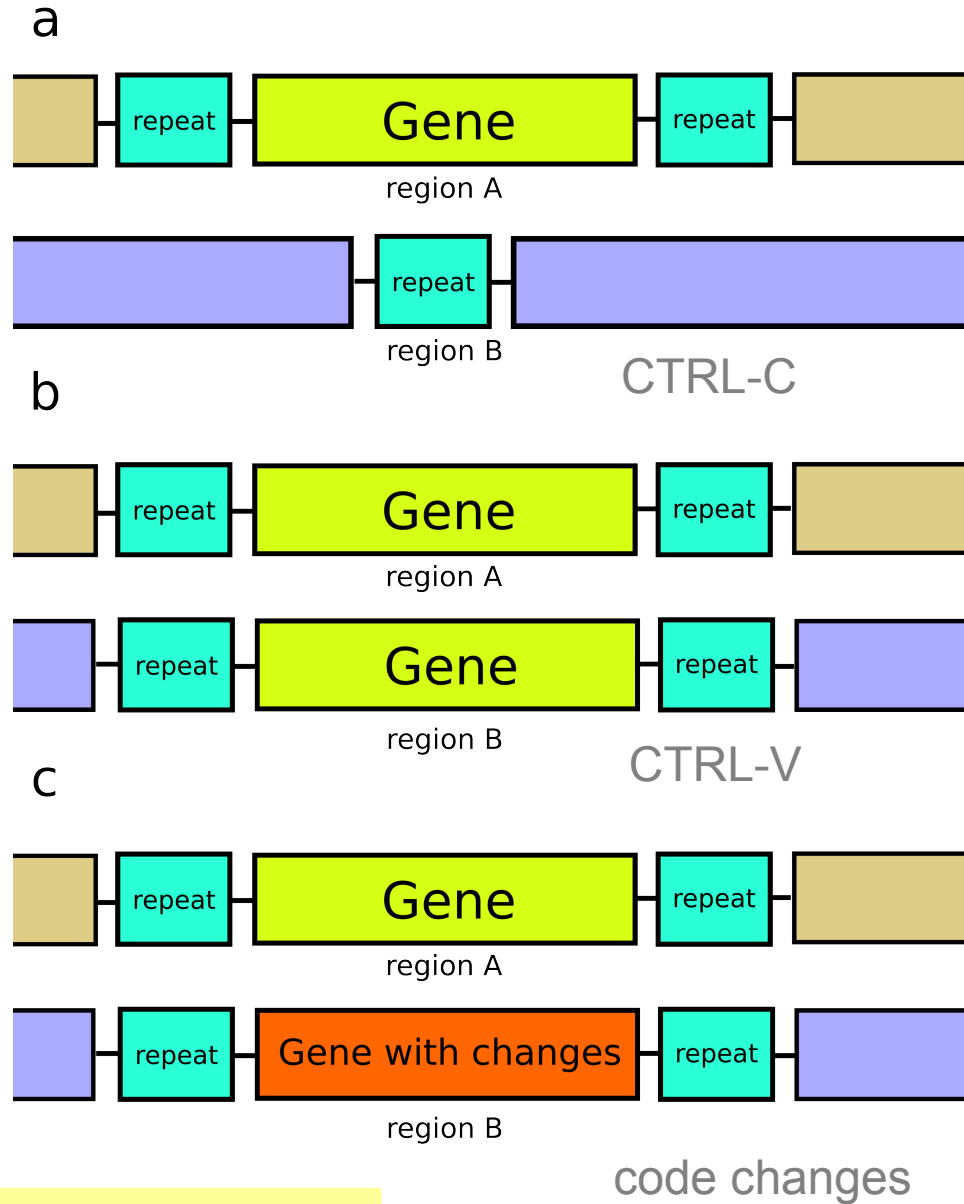 a
repeat Gene repeat
region A
repeat
region B
CTRL-C
b
repeat Gene repeat
region A
repeat Gene repeat
region B
CTRL-V
c
repeat Gene repeat
region A
repeat Gene with changes repeat
region B
code changes